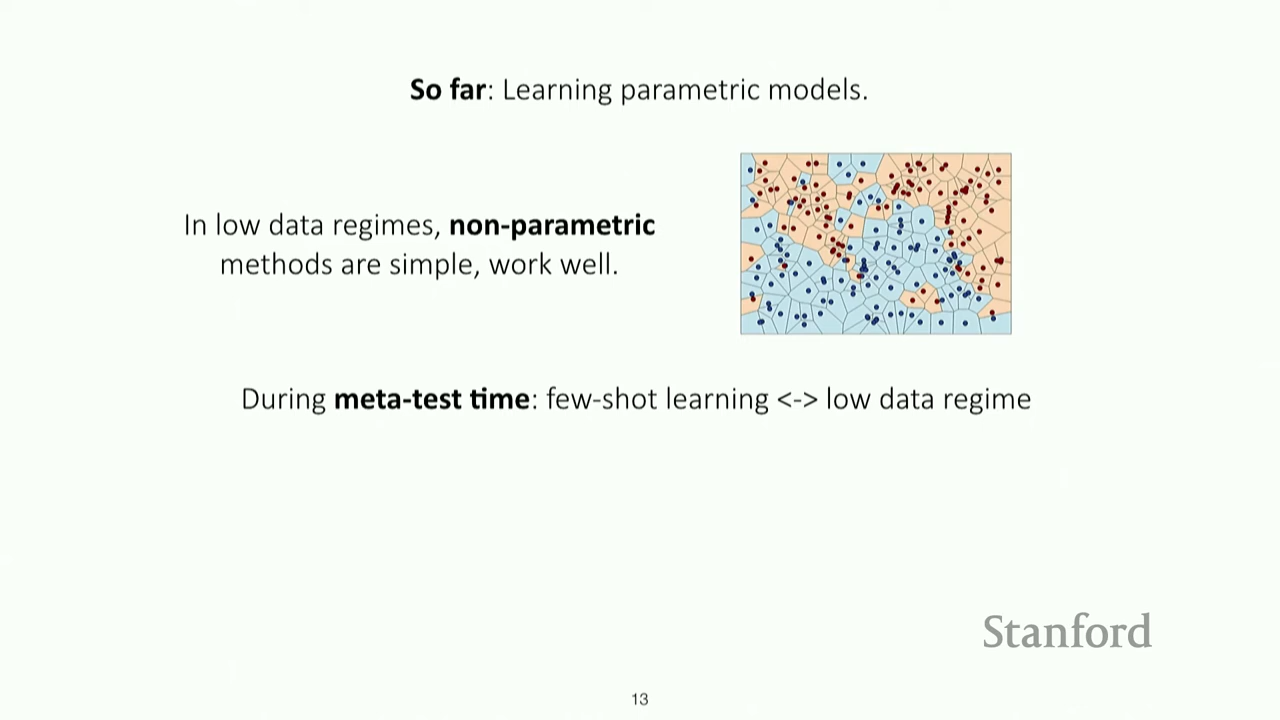 So far: Learning parametric models.
In low data regimes, non-parametric
methods are simple, work well.
During meta-test time: few-shot learning <-> low data regime
Stanford
13